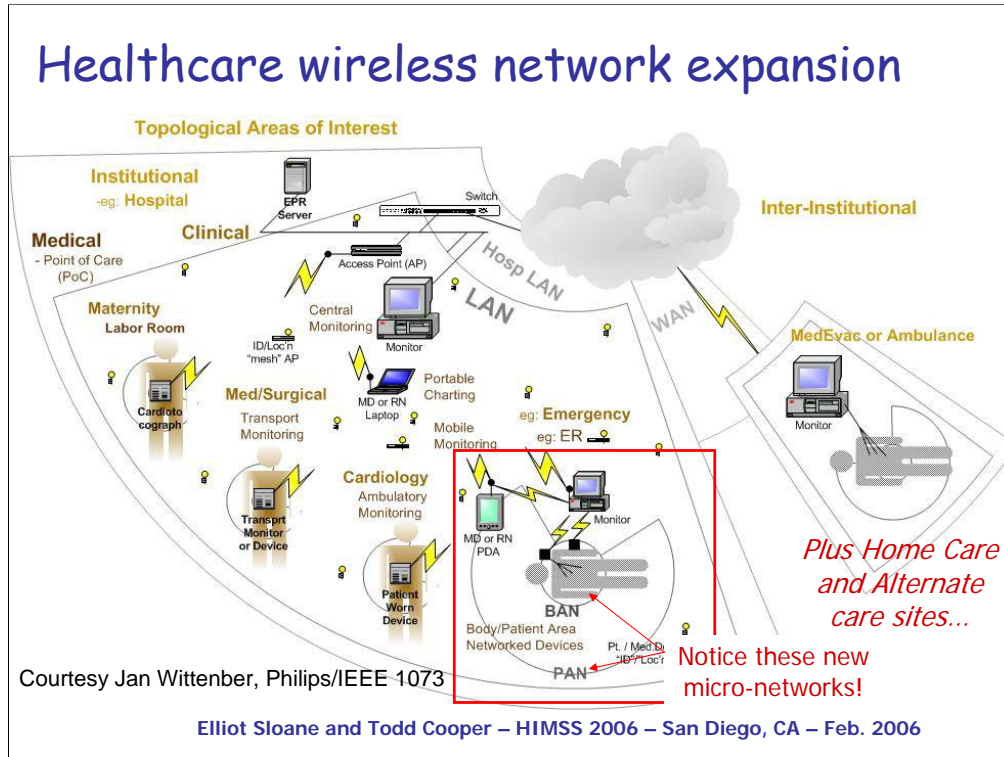 Healthcare wireless network expansion
Topological Areas of Interest
Institutional
-eg: Hospital
EPR
Server
Switch
Inter-Institutional
Medical
- Point of Care
(PoC)
Clinical
Access Point (AP)
Hosp LAN
LAN
WAN
Maternity
Labor Room
Central
Monitoring
Monitor
ID/Loc'n
"mesh" AP
MedEvac or Ambulance
Monitor
Cardioto
cograph
Med/Surgical
Transport
Monitoring
MD or RN
Laptop
Portable
Charting
Mobile
Monitoring
eg: Emergency
eg: ER
Cardiology
Ambulatory
Monitoring
Transprt
Monitor
or Device
MD or RN
PDA
Monitor
Patient
Worn
Device
BAN
Body/Patient Area
Networked Devices
PAN
Pt. / Med.D
"ID"/Loc'n
Plus Home Care
and Alternate
care sites...
Notice these new
micro-networks!
Courtesy Jan Wittenber, Philips/IEEE 1073
Elliot Sloane and Todd Cooper – HIMSS 2006 – San Diego, CA – Feb. 2006